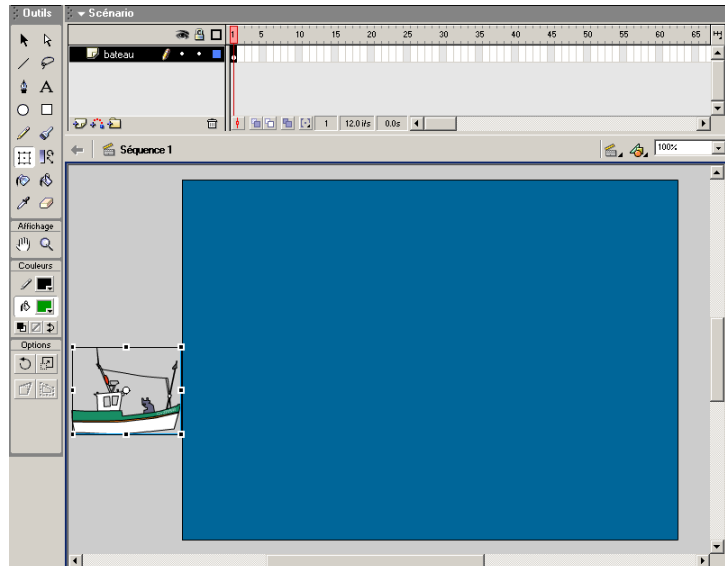 Outils
Scénario
1 5 10 15 20 25 30 35 40 45 50 55 60 65
bateau
A
1 12.0 i/s 0.0s
Séquence 1
100%
Affichage
Couleurs
Options